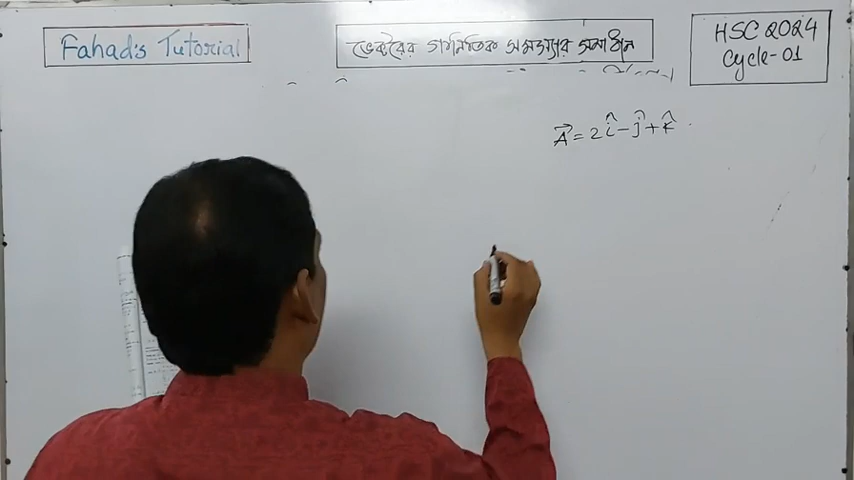 Fahad's Tutorial
ভেক্টরের গাণিতিক সমস্যার সমাধান
HSC 2024
Cycle-01
A⃗ = 2î - ĵ + k̂